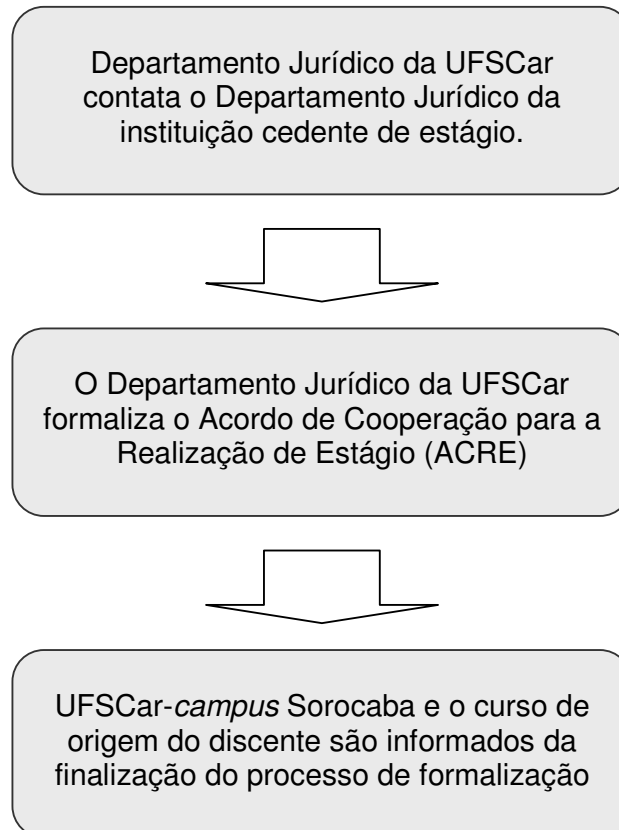 Departamento Jurídico da UFSCar
contata o Departamento Jurídico da
instituição cedente de estágio.
O Departamento Jurídico da UFSCar
formaliza o Acordo de Cooperação para a
Realização de Estágio (ACRE)
UFSCar-campus Sorocaba e o curso de
origem do discente são informados da
finalização do processo de formalização